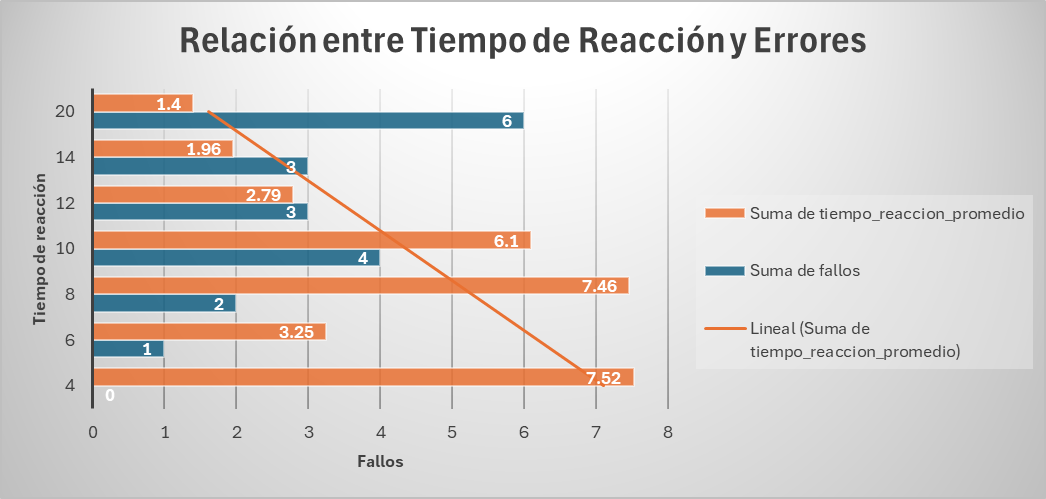 Relación entre Tiempo de Reacción y Errores
Tiempo de reacción
20
1.4
6
14
1.96
3
12
2.79
3
10
6.1
4
8
7.46
2
6
3.25
1
4
7.52
0
0 1 2 3 4 5 6 7 8
Fallos
Suma de tiempo_reaccion_promedio
Suma de fallos
Lineal (Suma de
tiempo_reaccion_promedio)